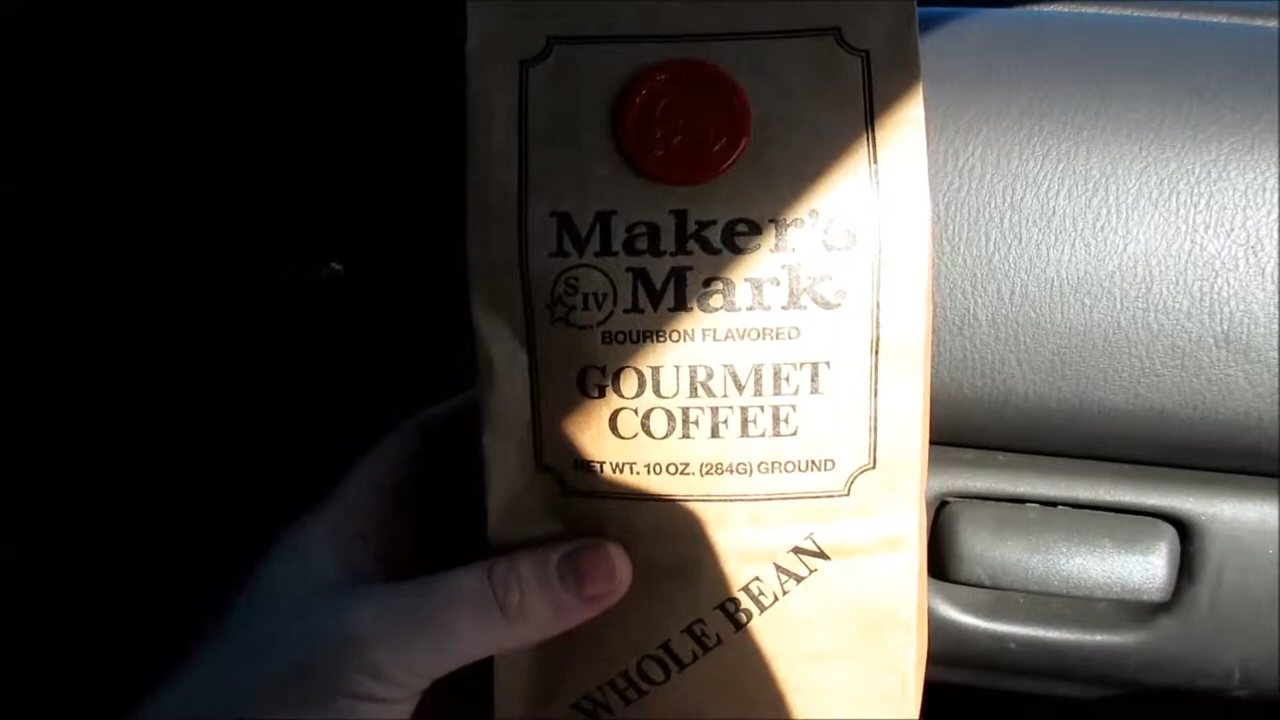 Maker's
S IV Mark®
BOURBON FLAVORED
GOURMET
COFFEE
NET WT. 10 OZ. (284G) GROUND
WHOLE BEAN